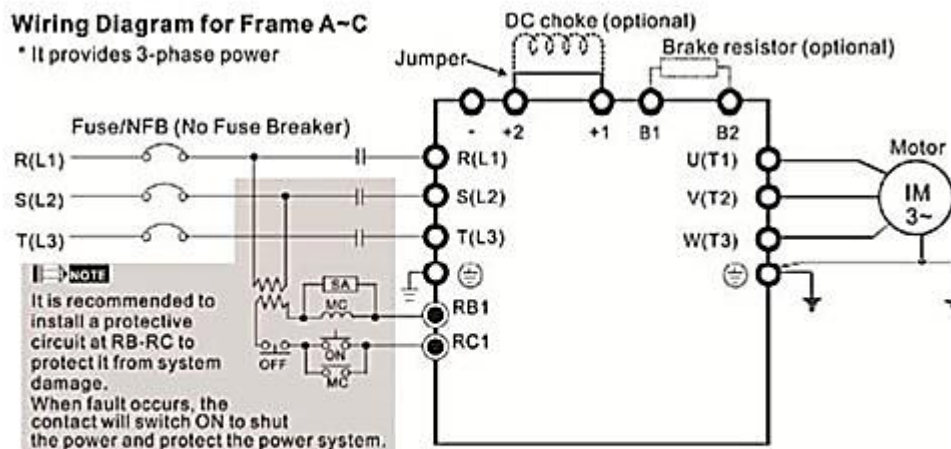 Wiring Diagram for Frame A~C
* It provides 3-phase power
DC choke (optional)
Jumper
Brake resistor (optional)
- +2 +1 B1 B2
Fuse/NFB (No Fuse Breaker)
Motor
R(L1) R(L1) U(T1)
S(L2) S(L2) V(T2)
IM
3~
T(L3) T(L3) W(T3)
NOTE
It is recommended to
install a protective
circuit at RB-RC to
protect it from system
damage.
When fault occurs, the
contact will switch ON to shut
the power and protect the power system.
SA
MC
RB1
OFF
ON
MC
RC1